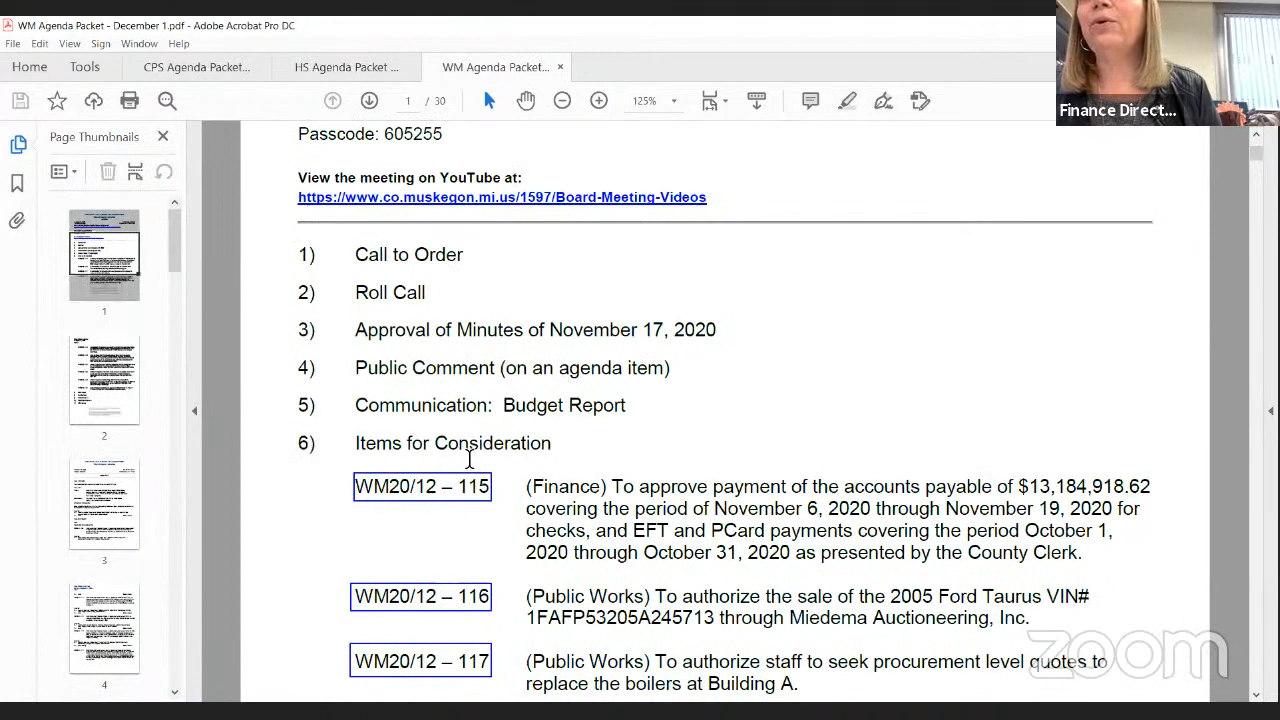 WM Agenda Packet - December 1.pdf - Adobe Acrobat Pro DC
File Edit View Sign Window Help
Home Tools CPS Agenda Packet... HS Agenda Packet ... WM Agenda Packet... ×
1 / 30 125%
Finance Direct...
Page Thumbnails
1
2
3
4
Passcode: 605255
View the meeting on YouTube at:
https://www.co.muskegon.mi.us/1597/Board-Meeting-Videos
1) Call to Order
2) Roll Call
3) Approval of Minutes of November 17, 2020
4) Public Comment (on an agenda item)
5) Communication: Budget Report
6) Items for Consideration
WM20/12 – 115 (Finance) To approve payment of the accounts payable of $13,184,918.62
covering the period of November 6, 2020 through November 19, 2020 for
checks, and EFT and PCard payments covering the period October 1,
2020 through October 31, 2020 as presented by the County Clerk.
WM20/12 – 116 (Public Works) To authorize the sale of the 2005 Ford Taurus VIN#
1FAFP53205A245713 through Miedema Auctioneering, Inc.
WM20/12 – 117 (Public Works) To authorize staff to seek procurement level quotes to
replace the boilers at Building A.
zoom